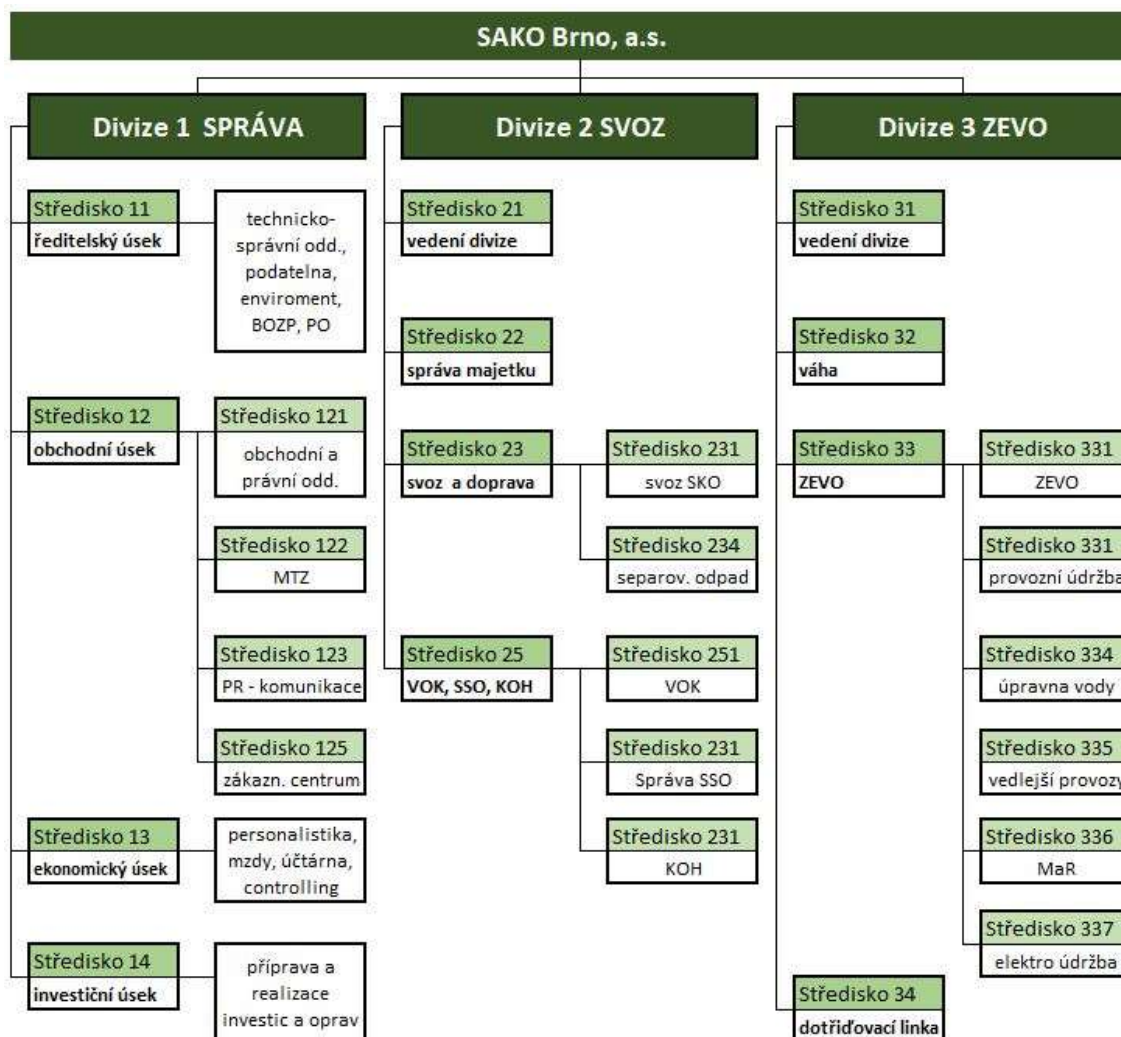 SAKO Brno, a.s.
Divize 1 SPRÁVA
Středisko 11
ředitelský úsek
technicko-
správní odd.,
podatelna,
enviroment,
BOZP, PO
Středisko 12
obchodní úsek
Středisko 121
obchodní a
právní odd.
Středisko 122
MTZ
Středisko 123
PR - komunikace
Středisko 125
zákazn. centrum
Středisko 13
ekonomický úsek
personalistika,
mzdy, účtárna,
controlling
Středisko 14
investiční úsek
příprava a
realizace
investic a oprav
Divize 2 SVOZ
Středisko 21
vedení divize
Středisko 22
správa majetku
Středisko 23
svoz a doprava
Středisko 231
svoz SKO
Středisko 234
separov. odpad
Středisko 25
VOK, SSO, KOH
Středisko 251
VOK
Středisko 231
Správa SSO
Středisko 231
KOH
Divize 3 ZEVO
Středisko 31
vedení divize
Středisko 32
váha
Středisko 33
ZEVO
Středisko 331
ZEVO
Středisko 331
provozní údržba
Středisko 334
úpravna vody
Středisko 335
vedlejší provozy
Středisko 336
MaR
Středisko 337
elektro údržba
Středisko 34
dotřiďovací linka